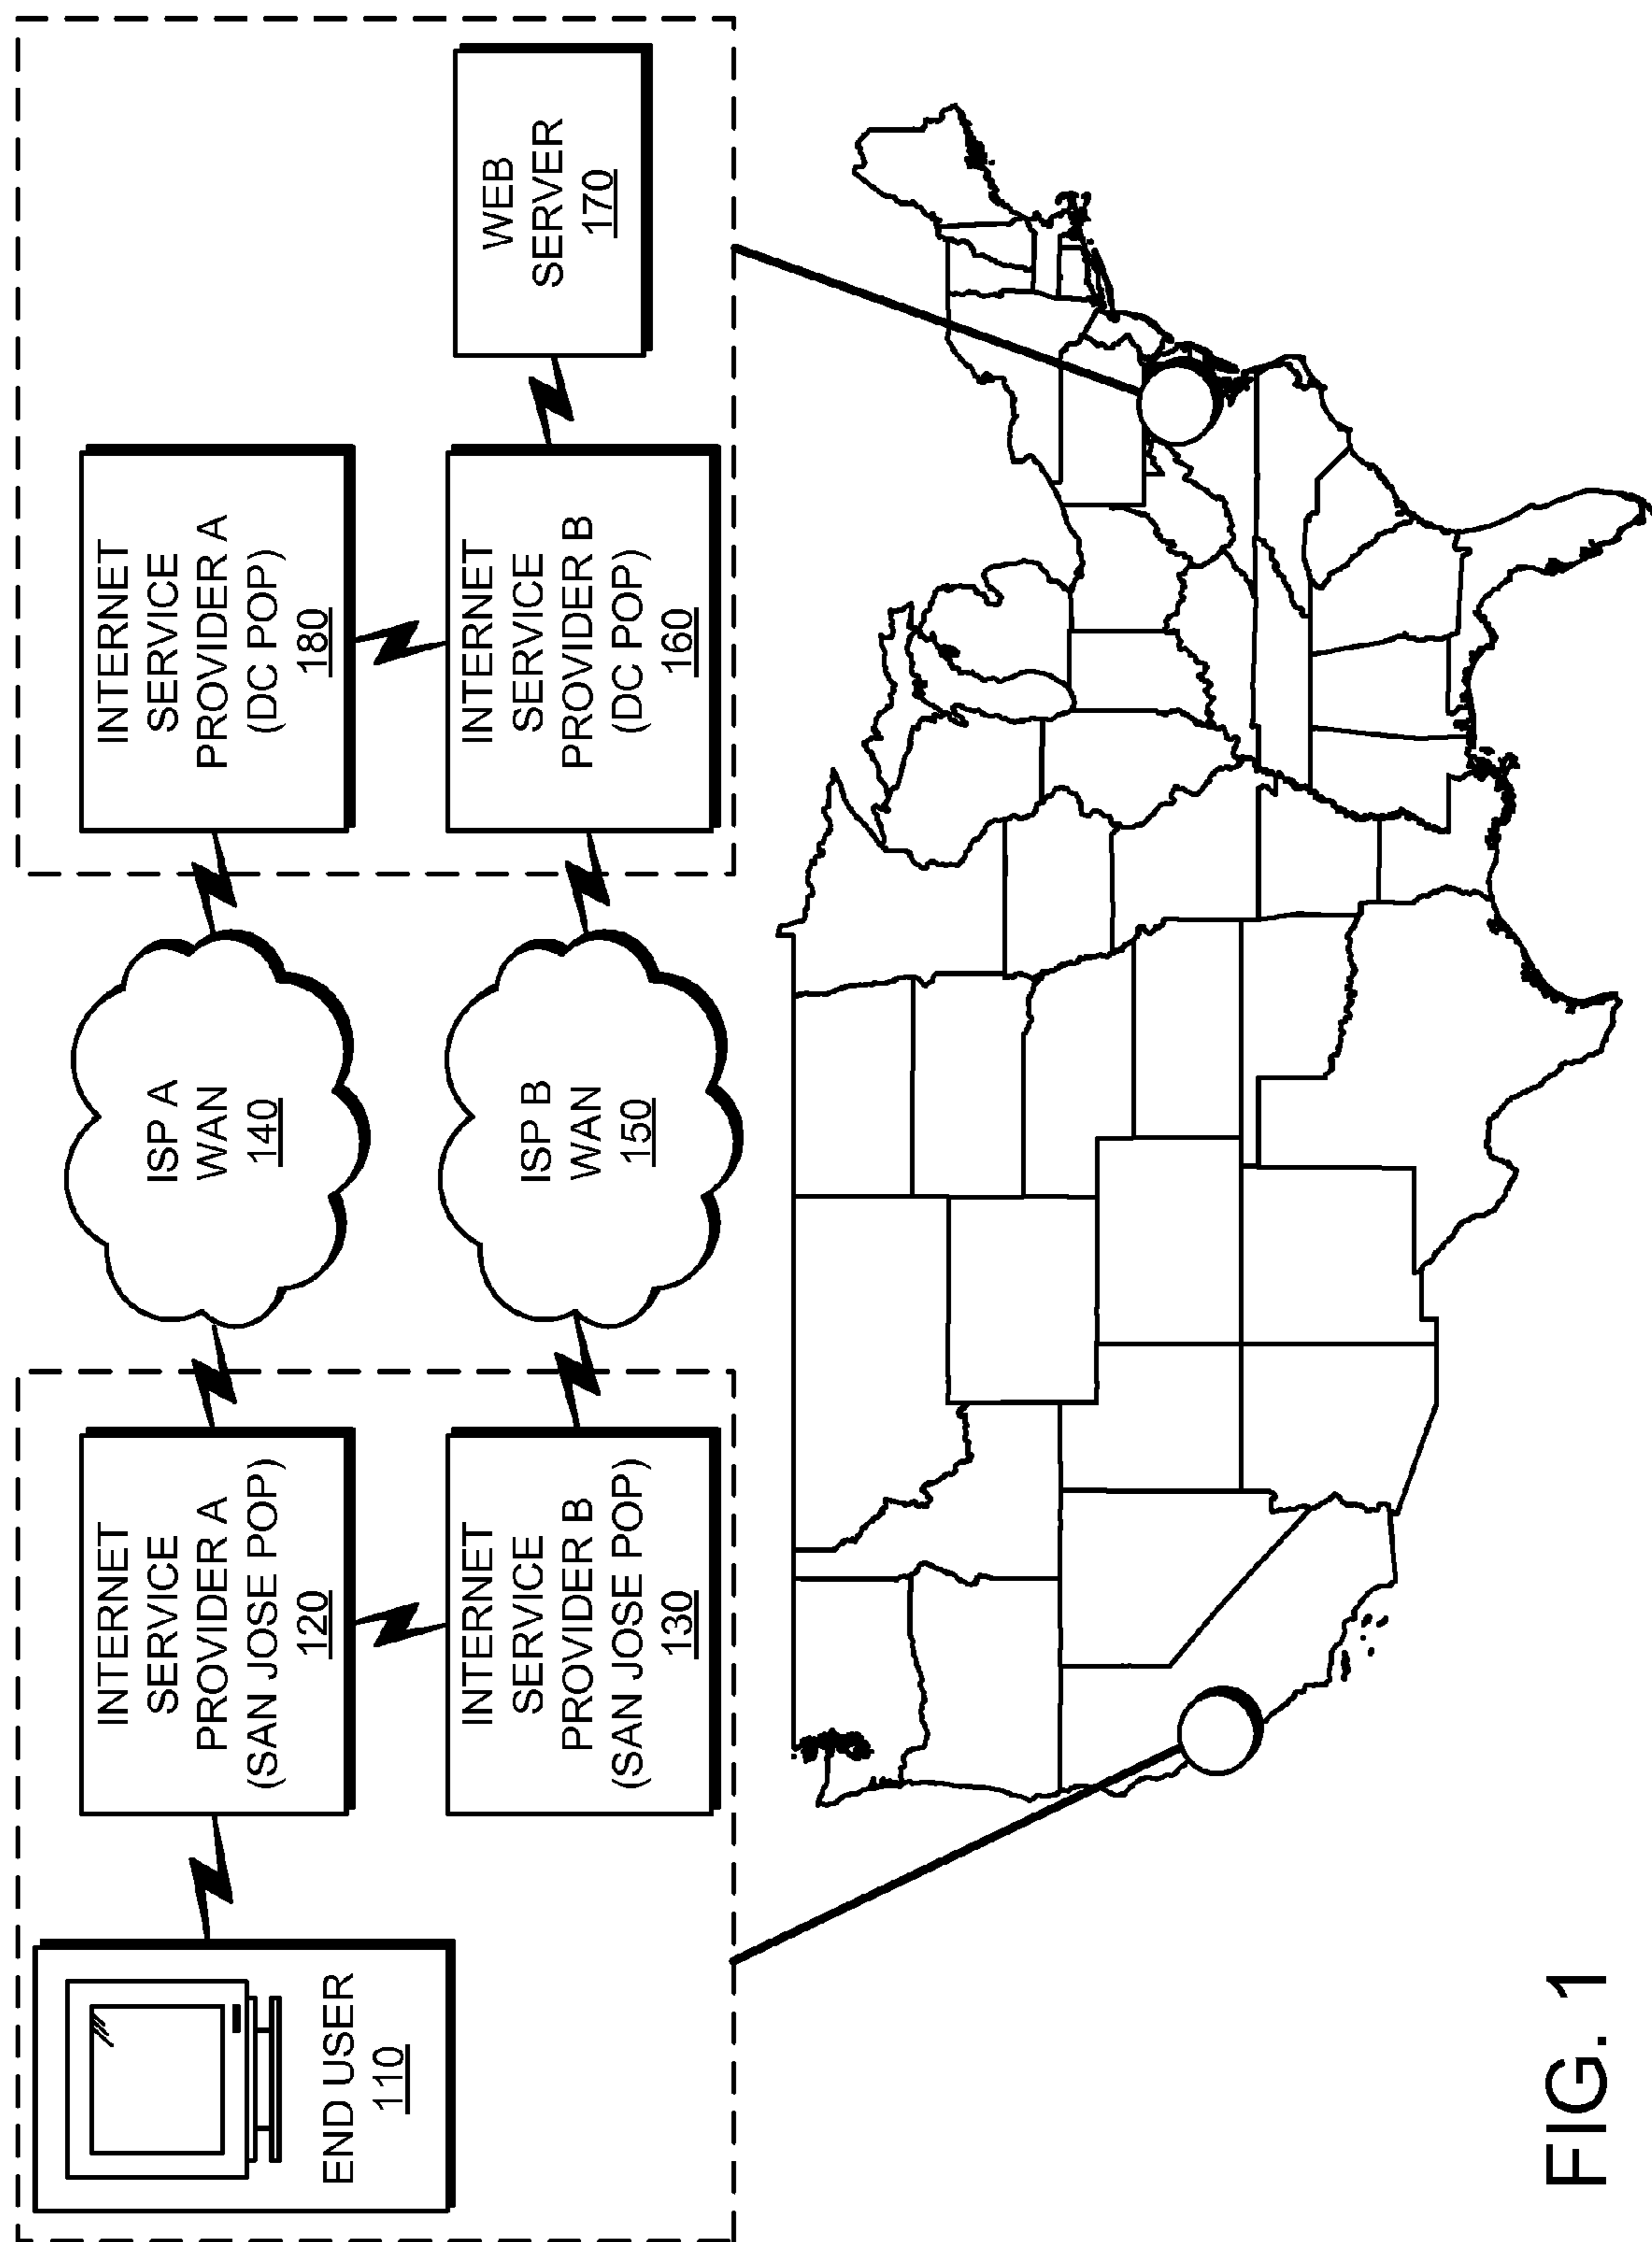 END USER
110
INTERNET
SERVICE
PROVIDER A
(SAN JOSE POP)
120
INTERNET
SERVICE
PROVIDER B
(SAN JOSE POP)
130
ISP A
WAN
140
ISP B
WAN
150
INTERNET
SERVICE
PROVIDER A
(DC POP)
180
INTERNET
SERVICE
PROVIDER B
(DC POP)
160
WEB
SERVER
170
FIG. 1